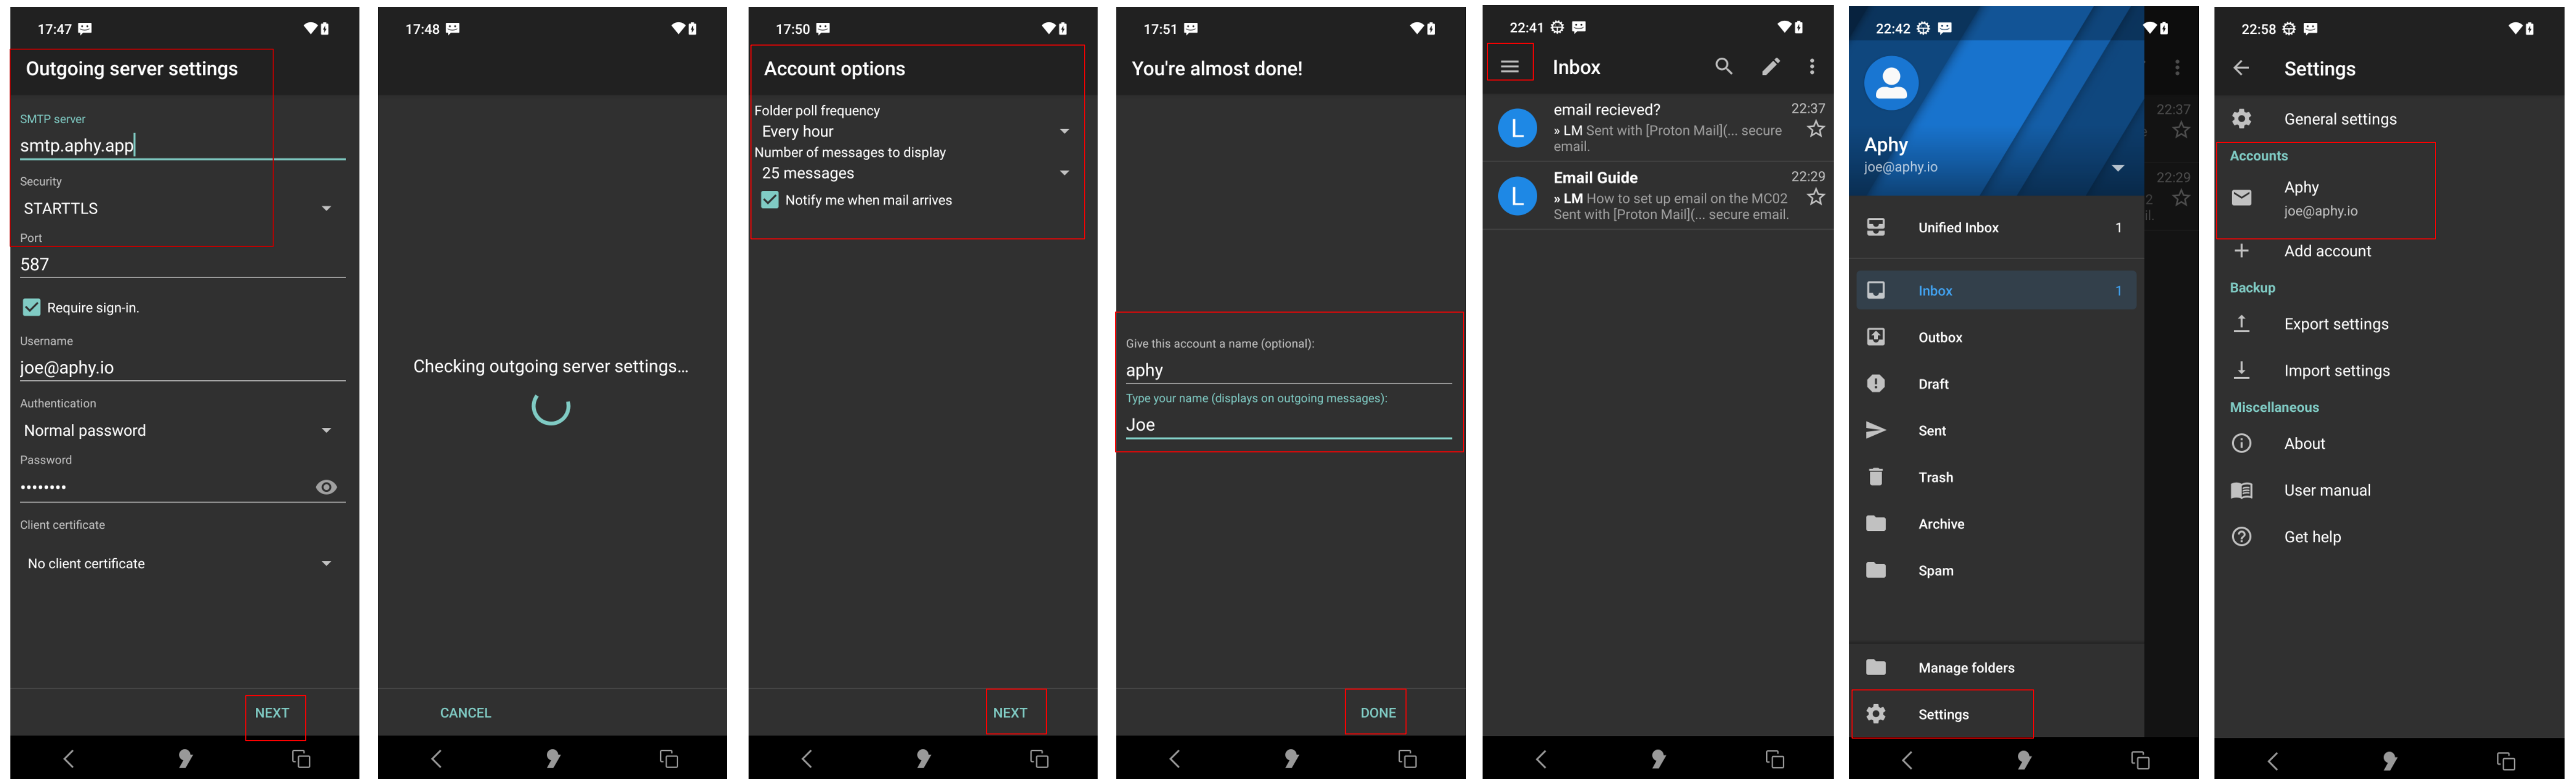 17:47
Outgoing server settings
SMTP server
smtp.aphy.app
Security
STARTTLS
Port
587
Require sign-in.
Username
joe@aphy.io
Authentication
Normal password
Password
••••••••
Client certificate
No client certificate
NEXT
17:48
Checking outgoing server settings...
CANCEL
17:50
Account options
Folder poll frequency
Every hour
Number of messages to display
25 messages
Notify me when mail arrives
NEXT
17:51
You're almost done!
Give this account a name (optional):
aphy
Type your name (displays on outgoing messages):
Joe
DONE
22:41
Inbox
L
email recieved? 22:37
» LM Sent with [Proton Mail](... secure
email.
L
Email Guide 22:29
» LM How to set up email on the MC02
Sent with [Proton Mail](... secure email.
22:42
Aphy
joe@aphy.io
Unified Inbox 1
Inbox 1
Outbox
Draft
Sent
Trash
Archive
Spam
Manage folders
Settings
22:37
22:29
2
il.
22:58
Settings
General settings
Accounts
Aphy
joe@aphy.io
Add account
Backup
Export settings
Import settings
Miscellaneous
About
User manual
Get help